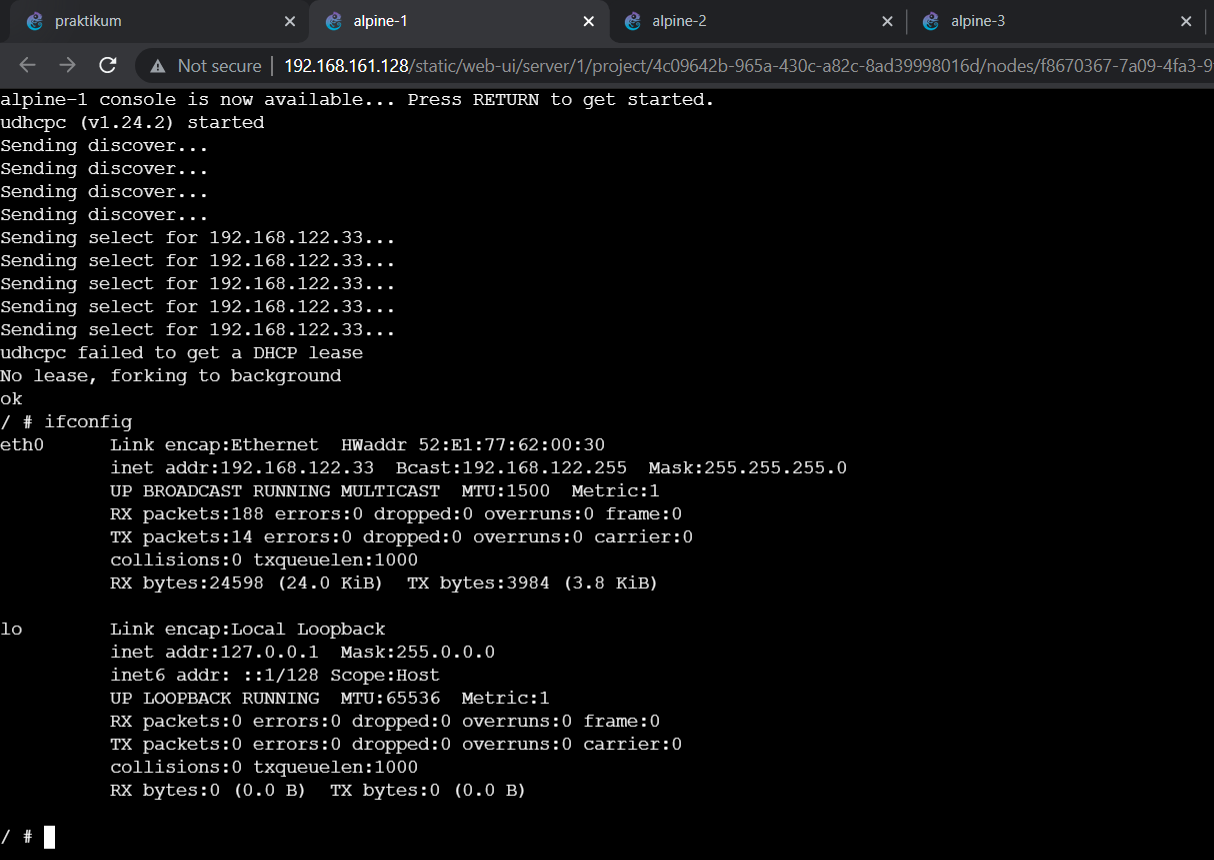 praktikum
alpine-1
alpine-2
alpine-3
Not secure | 192.168.161.128/static/web-ui/server/1/project/4c09642b-965a-430c-a82c-8ad39998016d/nodes/f8670367-7a09-4fa3-9
alpine-1 console is now available... Press RETURN to get started.
udhcpc (v1.24.2) started
Sending discover...
Sending discover...
Sending discover...
Sending discover...
Sending select for 192.168.122.33...
Sending select for 192.168.122.33...
Sending select for 192.168.122.33...
Sending select for 192.168.122.33...
Sending select for 192.168.122.33...
udhcpc failed to get a DHCP lease
No lease, forking to background
ok
/ # ifconfig
eth0      Link encap:Ethernet  HWaddr 52:E1:77:62:00:30
          inet addr:192.168.122.33  Bcast:192.168.122.255  Mask:255.255.255.0
          UP BROADCAST RUNNING MULTICAST  MTU:1500  Metric:1
          RX packets:188 errors:0 dropped:0 overruns:0 frame:0
          TX packets:14 errors:0 dropped:0 overruns:0 carrier:0
          collisions:0 txqueuelen:1000
          RX bytes:24598 (24.0 KiB)  TX bytes:3984 (3.8 KiB)
lo        Link encap:Local Loopback
          inet addr:127.0.0.1  Mask:255.0.0.0
          inet6 addr: ::1/128 Scope:Host
          UP LOOPBACK RUNNING  MTU:65536  Metric:1
          RX packets:0 errors:0 dropped:0 overruns:0 frame:0
          TX packets:0 errors:0 dropped:0 overruns:0 carrier:0
          collisions:0 txqueuelen:1000
          RX bytes:0 (0.0 B)  TX bytes:0 (0.0 B)
/ #